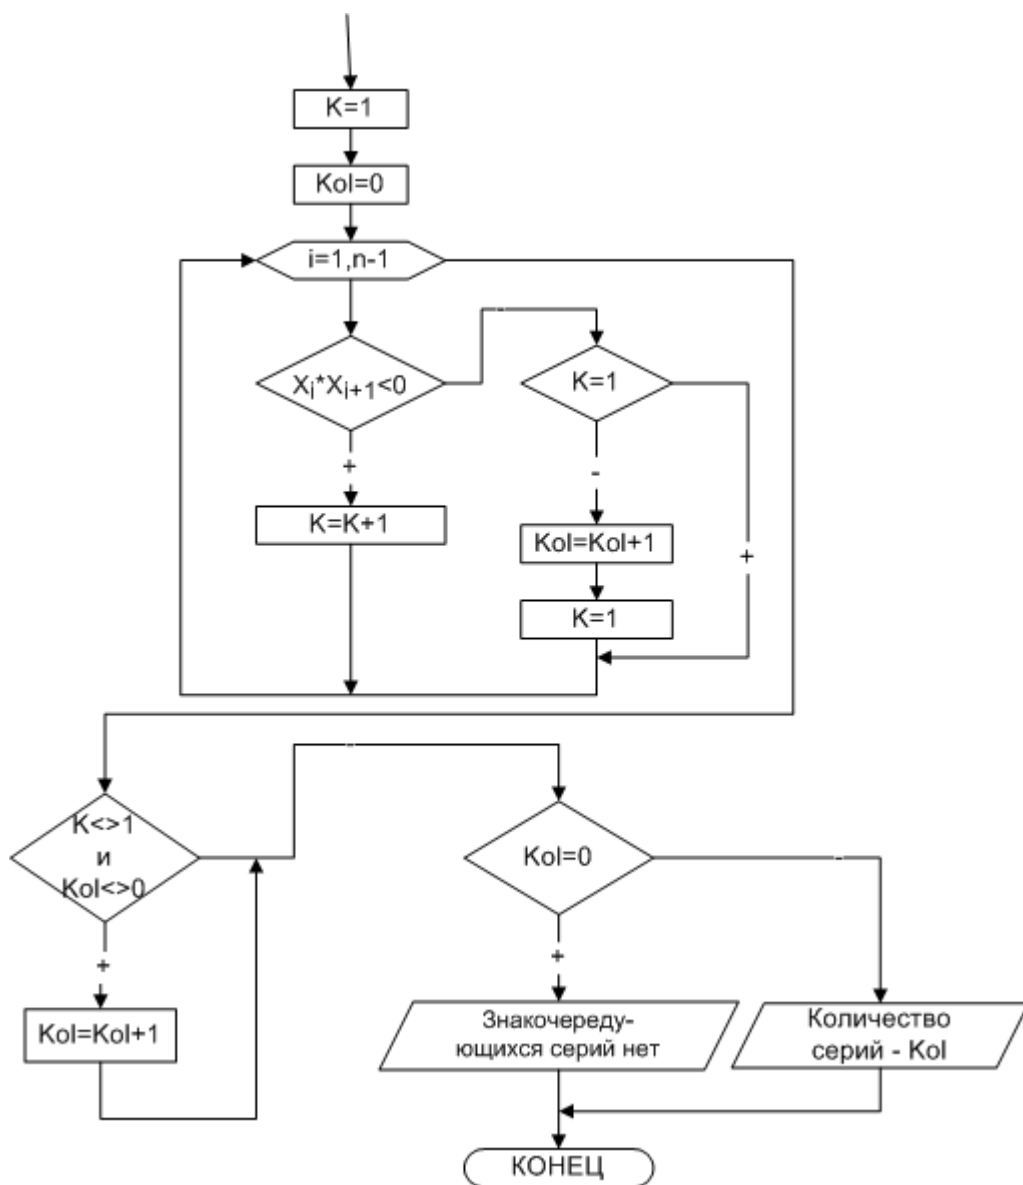 K=1
Kol=0
i=1,n-1
-
Xi*Xi+1<0
K=1
+
-
K=K+1
Kol=Kol+1
+
K=1
-
K<>1
и
Kol<>0
Kol=0
-
+
+
Kol=Kol+1
Знакочереду-
ющихся серий нет
Количество
серий - Kol
КОНЕЦ